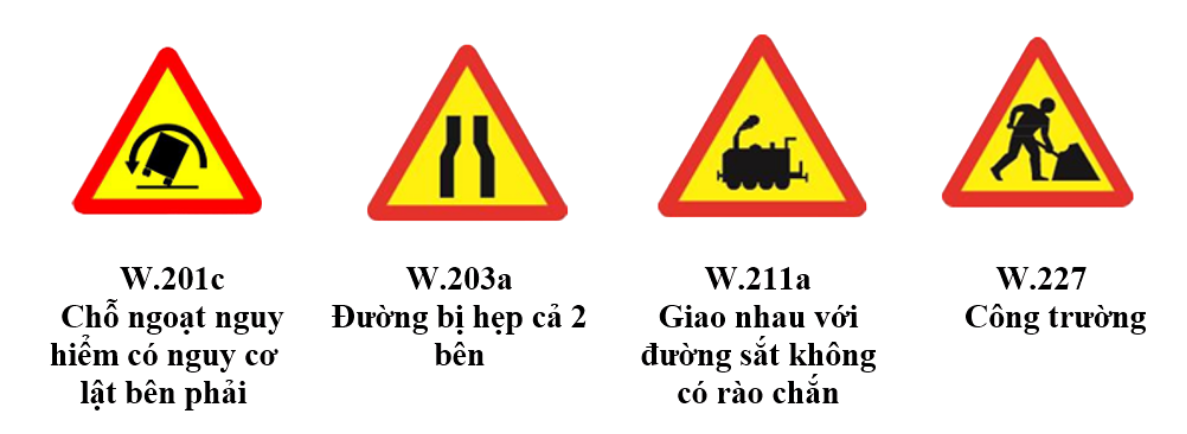 W.201c
Chỗ ngoạt nguy
hiểm có nguy cơ
lật bên phải
W.203a
Đường bị hẹp cả 2
bên
W.211a
Giao nhau với
đường sắt không
có rào chắn
W.227
Công trường